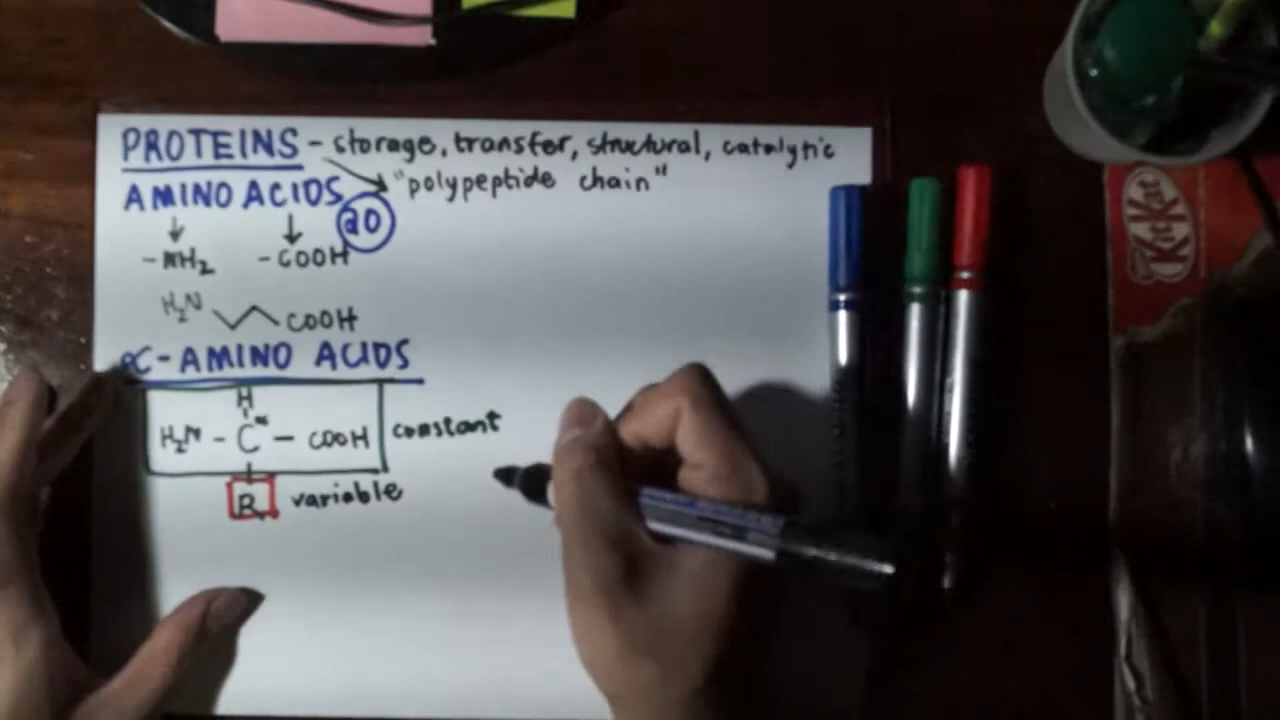 PROTEINS - storage, transfer, structural, catalytic
AMINO ACIDS "polypeptide chain"
20
-NH2 -COOH
H2N COOH
α-AMINO ACIDS
H
H2N - C* - COOH constant
R variable
KitKat